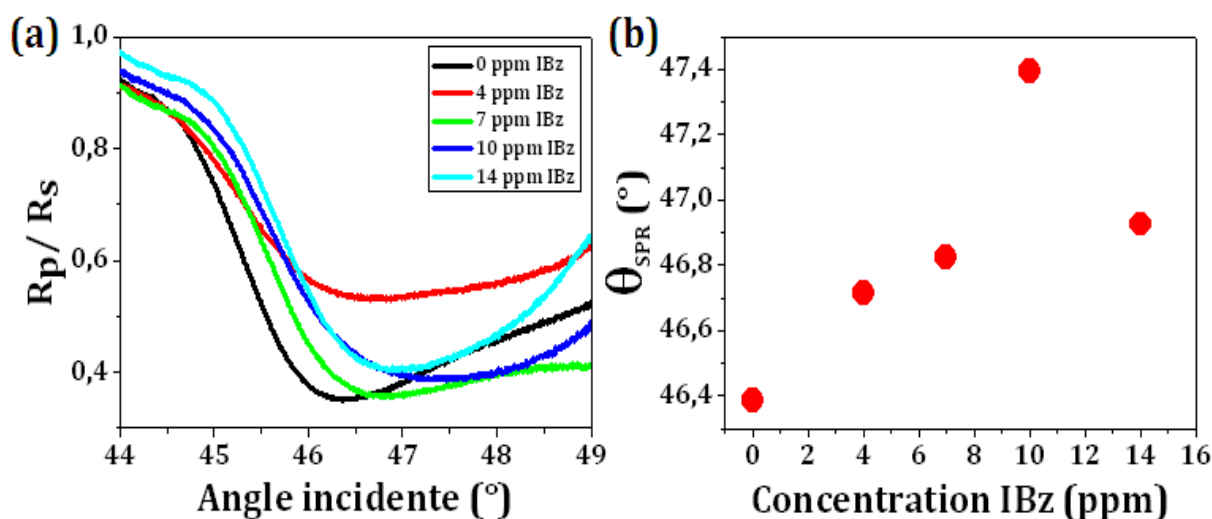 (a)
1,0
0,8
0,6
0,4
Rp/ Rs
0 ppm IBz
4 ppm IBz
7 ppm IBz
10 ppm IBz
14 ppm IBz
44 45 46 47 48 49
Angle incidente (°)
(b)
47,4
47,2
47,0
46,8
46,6
46,4
θSPR (°)
0 2 4 6 8 10 12 14 16
Concentration IBz (ppm)